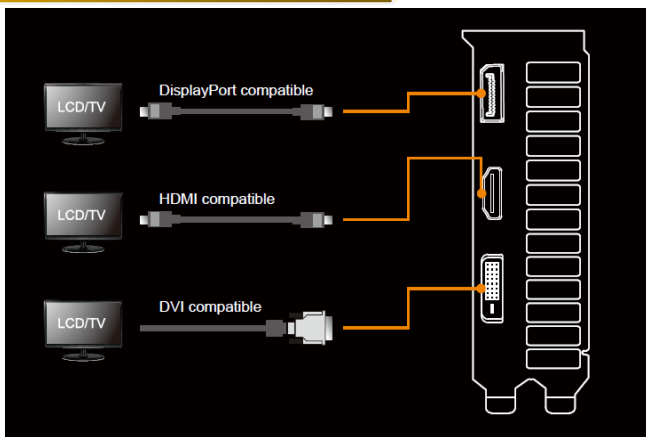 DisplayPort compatible
LCD/TV
HDMI compatible
LCD/TV
DVI compatible
LCD/TV